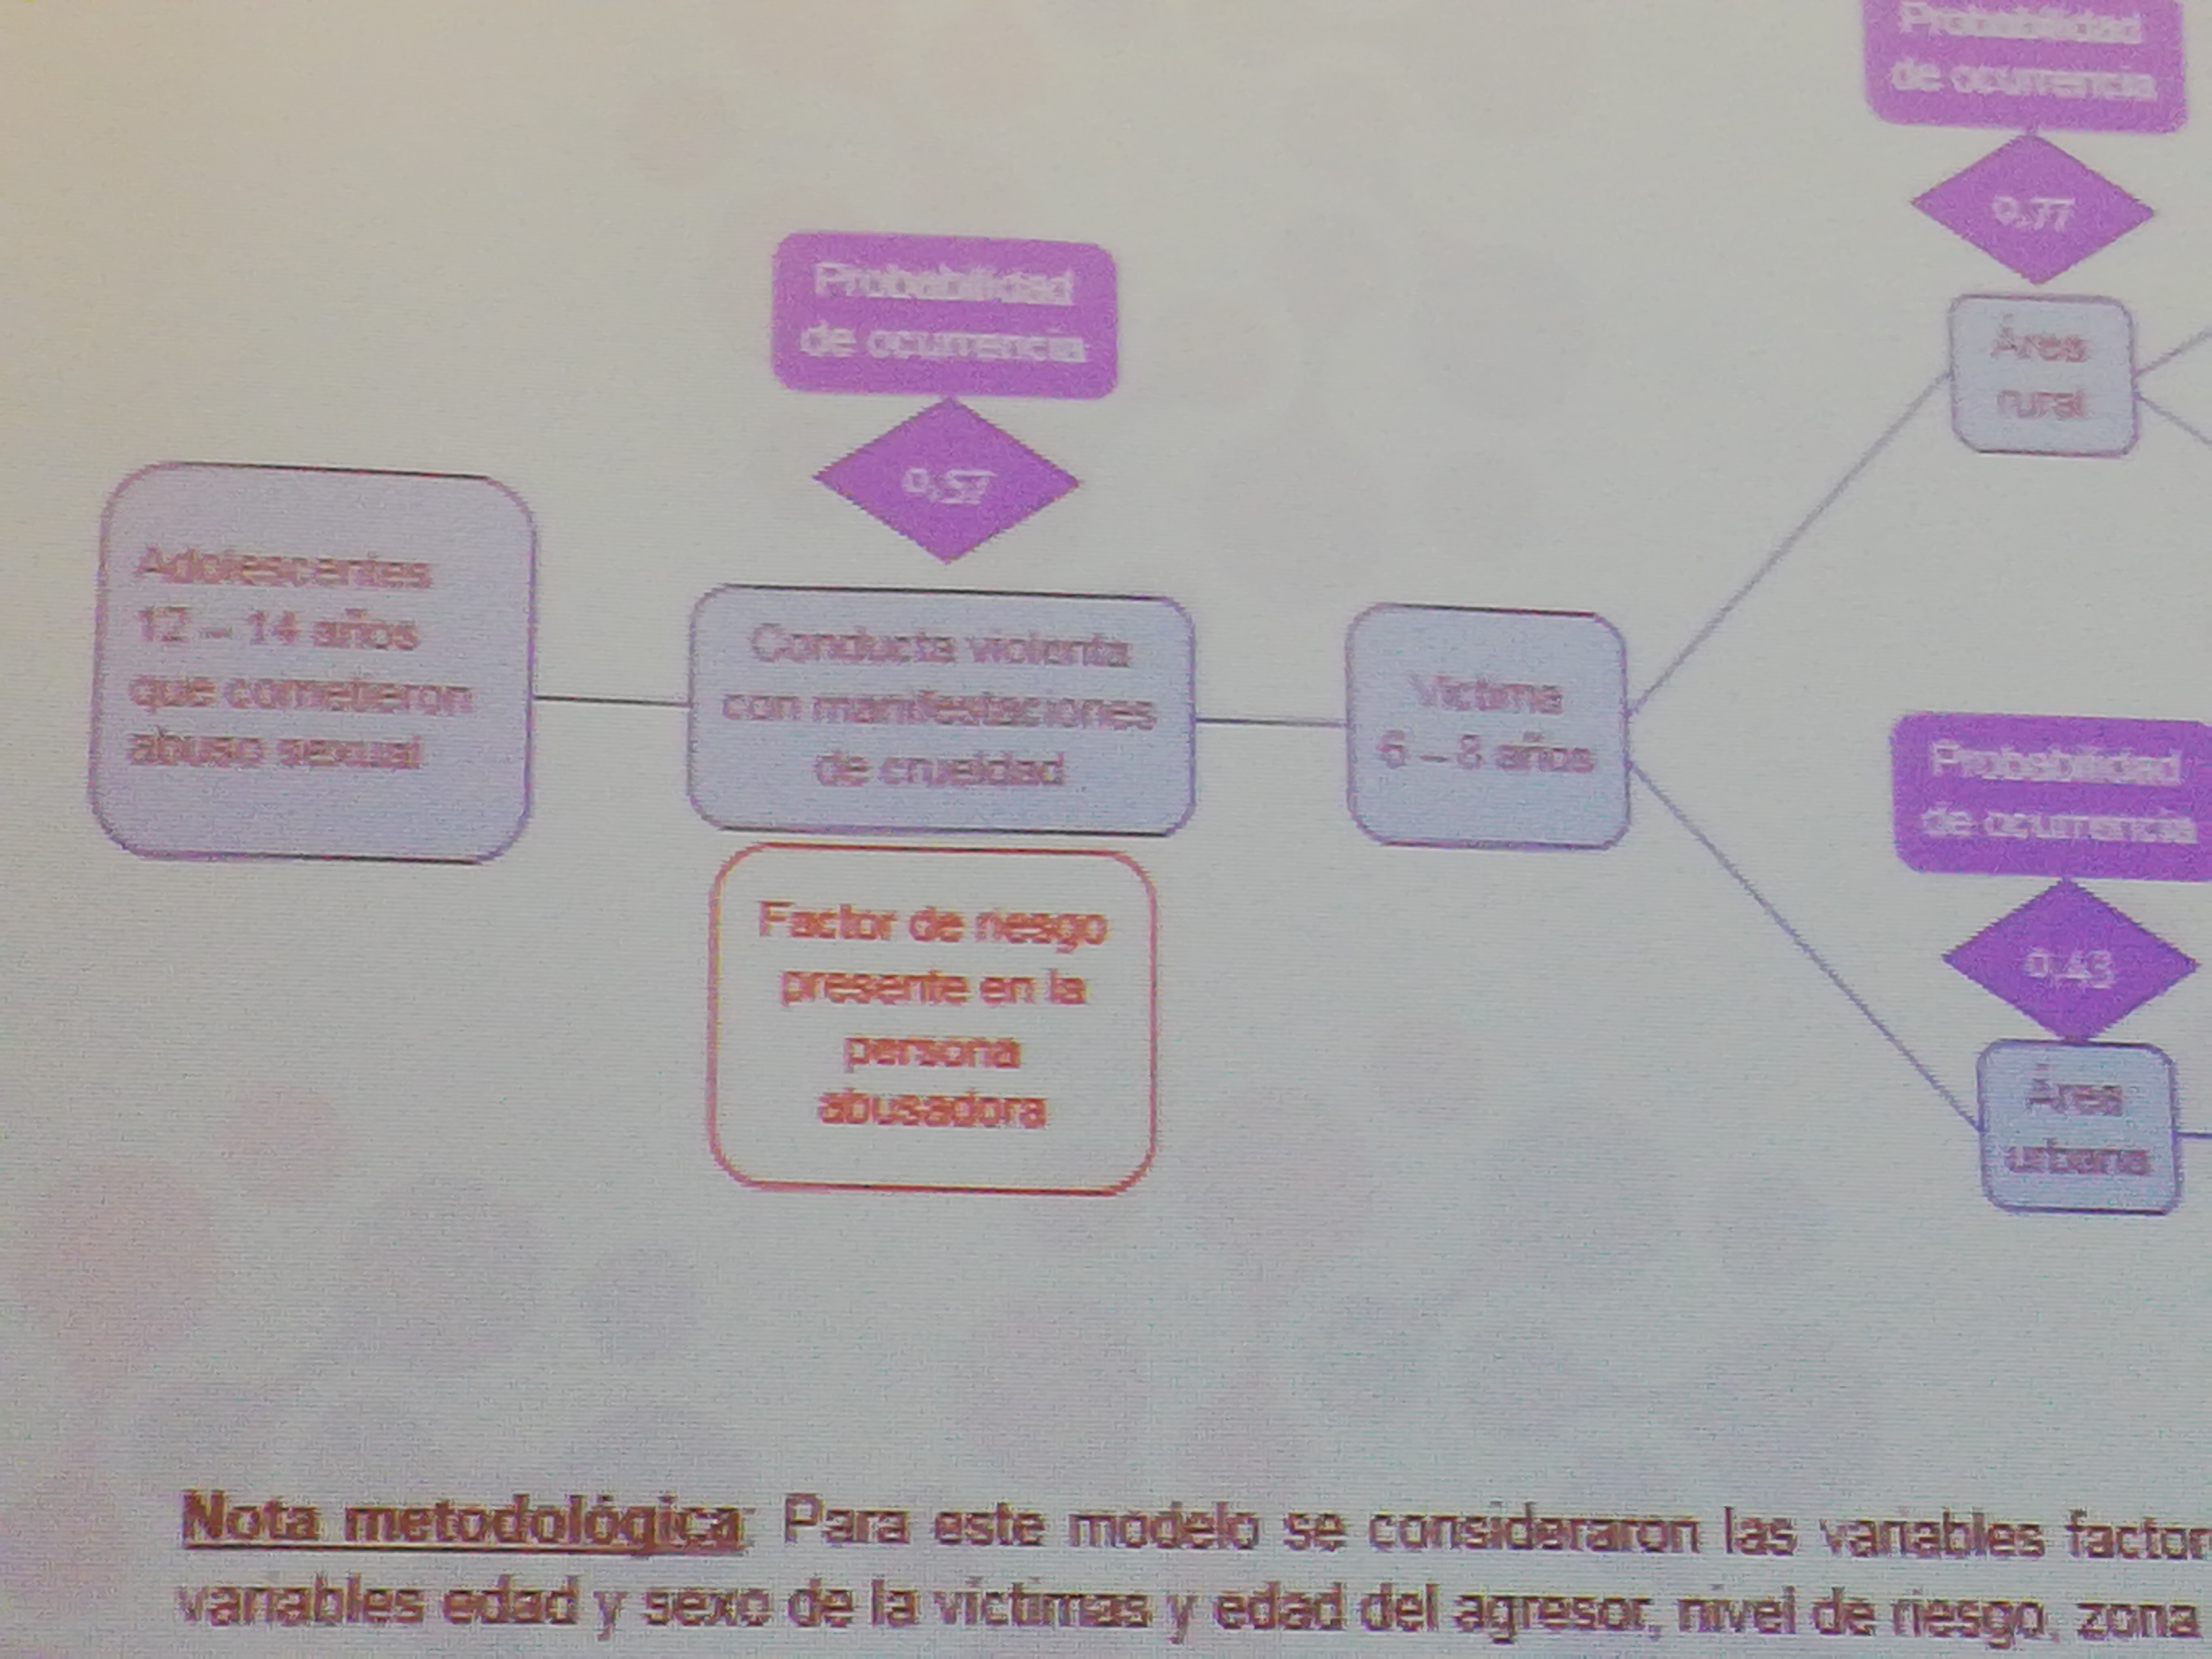 Probabilidad
de ocurrencia
0,77
Área
rural
Probabilidad
de ocurrencia
0,57
Adolescentes
12 – 14 años
que cometieron
abuso sexual
Conducta violenta
con manifestaciones
de crueldad
Factor de riesgo
presente en la
persona
abusadora
Víctima
6 – 8 años
Probabilidad
de ocurrencia
0,43
Área
urbana
Nota metodológica: Para este modelo se consideraron las variables factor
variables edad y sexo de la víctimas y edad del agresor, nivel de riesgo, zona